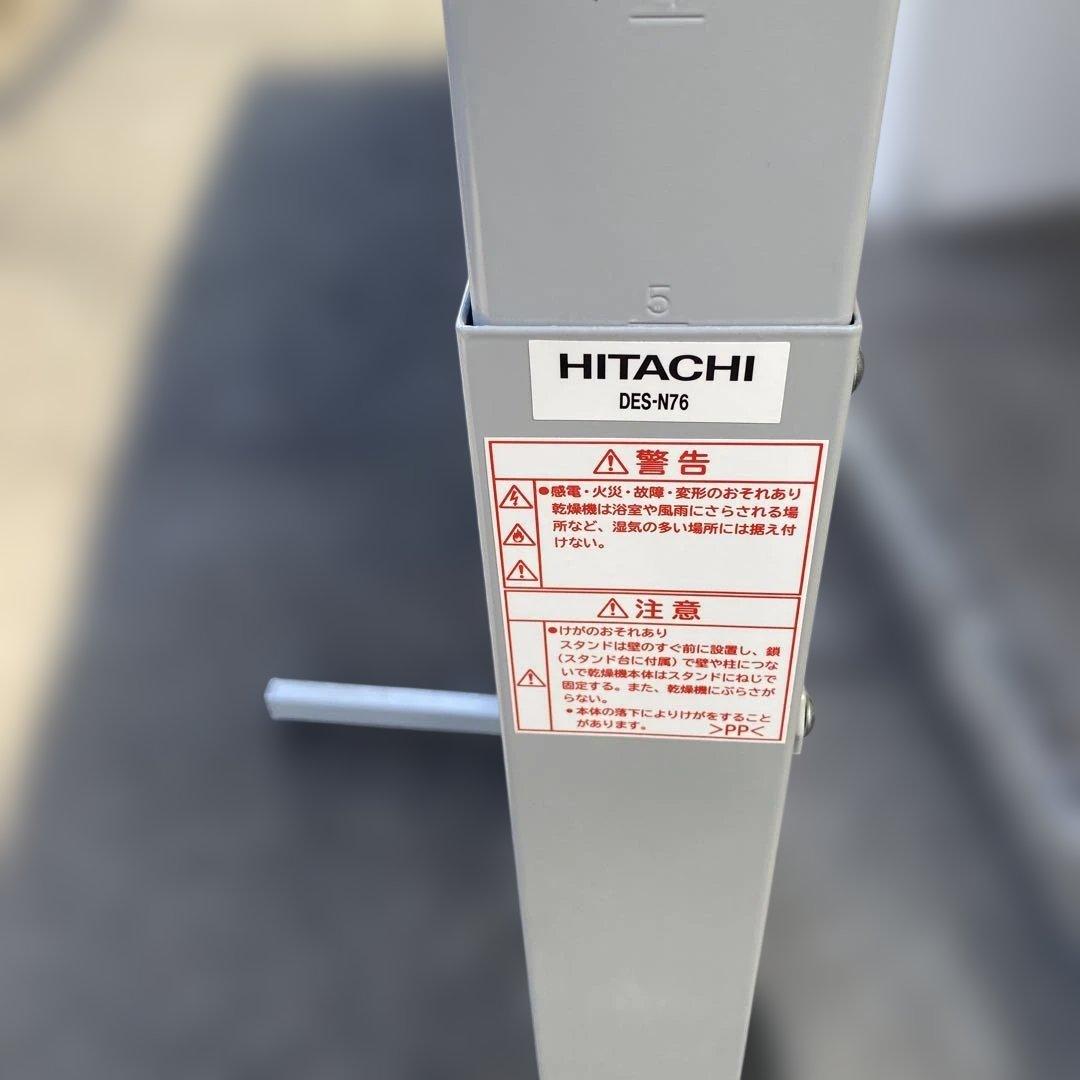 5
HITACHI
DES-N76
警告
●感電・火災・故障・変形のおそれあり
乾燥機は浴室や風雨にさらされる場
所など、湿気の多い場所には据え付
けない。
注意
●けがのおそれあり
スタンドは壁のすぐ前に設置し、鎖
(スタンド台に付属)で壁や柱につな
いで乾燥機本体はスタンドにねじで
固定する。また、乾燥機にぶらさが
らない。
●本体の落下によりけがをすること
があります。 >PP<